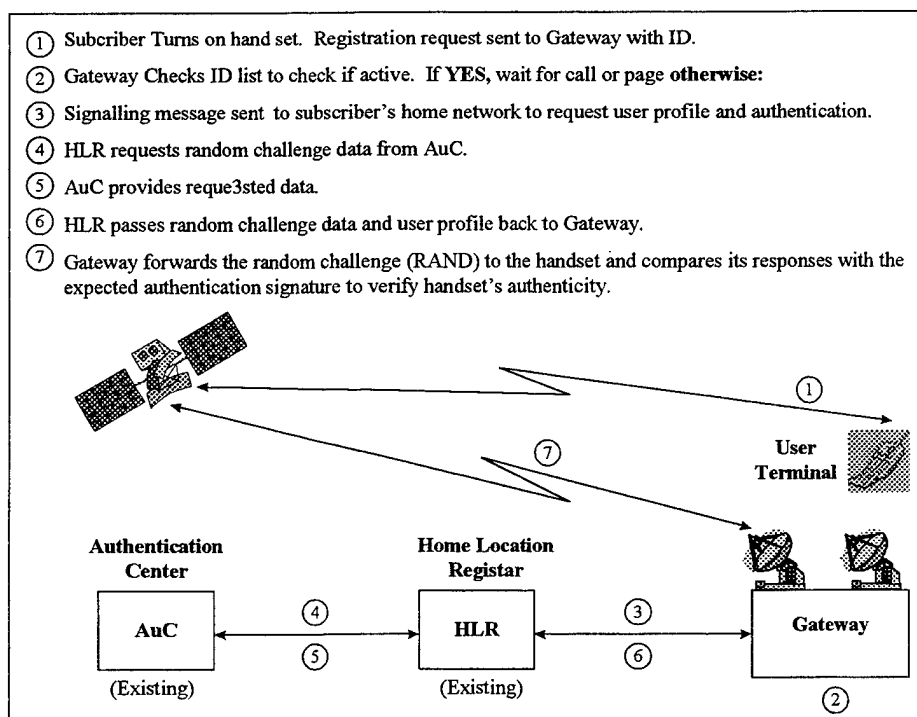 ① Subcriber Turns on hand set. Registration request sent to Gateway with ID.
② Gateway Checks ID list to check if active. If YES, wait for call or page otherwise:
③ Signalling message sent to subscriber's home network to request user profile and authentication.
④ HLR requests random challenge data from AuC.
⑤ AuC provides reque3sted data.
⑥ HLR passes random challenge data and user profile back to Gateway.
⑦ Gateway forwards the random challenge (RAND) to the handset and compares its responses with the
expected authentication signature to verify handset's authenticity.
①
User
Terminal
⑦
Authentication
Center
Home Location
Registar
AuC
④
⑤
HLR
③
⑥
Gateway
(Existing)
(Existing)
②